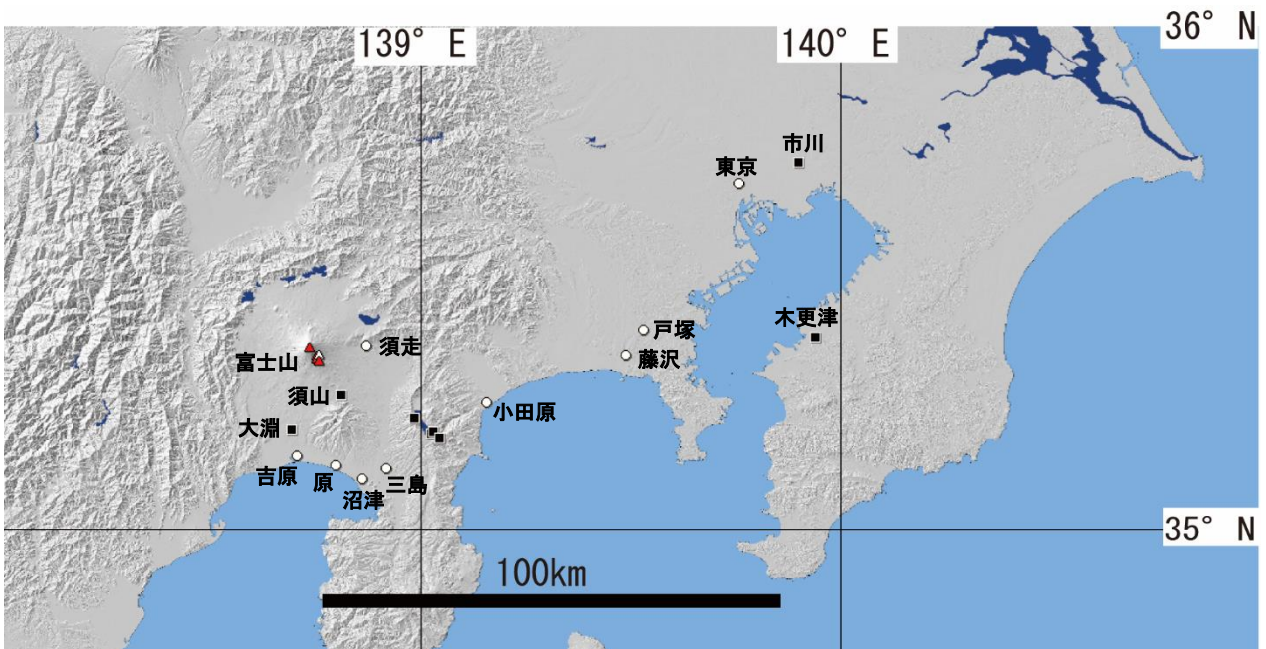 36° N
139° E
140° E
市川
東京
木更津
戸塚
須走
藤沢
富士山
須山
小田原
大淵
吉原
原
三島
沼津
35° N
100km